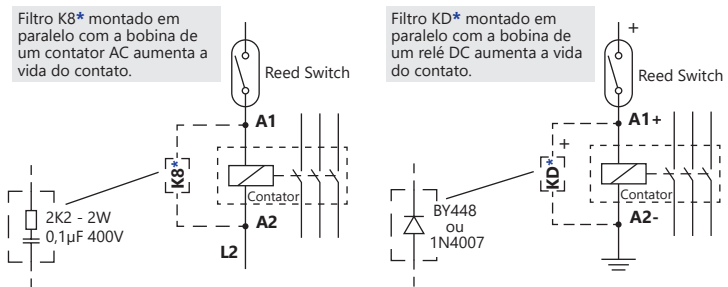 Filtro K8* montado em
paralelo com a bobina de
um contator AC aumenta a
vida do contato.
Reed Switch
A1
K8*
Contator
2K2 - 2W
0,1µF 400V
A2
L2
Filtro KD* montado em
paralelo com a bobina de
um relé DC aumenta a vida
do contato.
+
Reed Switch
A1+
+
KD*
Contator
BY448
ou
1N4007
A2-